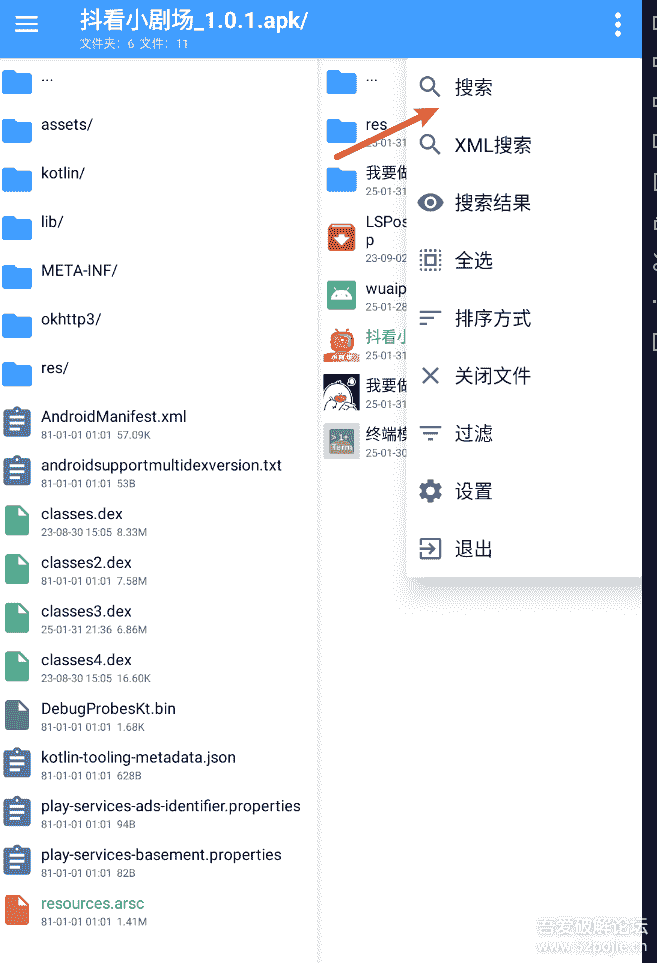 抖看小剧场_1.0.1.apk/
文件夹：6 文件：11
...
assets/
kotlin/
lib/
META-INF/
okhttp3/
res/
AndroidManifest.xml
81-01-01 01:01 57.09K
androidsupportmultidexversion.txt
81-01-01 01:01 53B
classes.dex
23-08-30 15:05 8.33M
classes2.dex
81-01-01 01:01 7.58M
classes3.dex
25-01-31 21:36 6.86M
classes4.dex
23-08-30 15:05 16.60K
DebugProbesKt.bin
81-01-01 01:01 1.68K
kotlin-tooling-metadata.json
81-01-01 01:01 628B
play-services-ads-identifier.properties
81-01-01 01:01 94B
play-services-basement.properties
81-01-01 01:01 82B
resources.arsc
81-01-01 01:01 1.41M
...
res
25-01-31
我要做
25-01-31
LSPos
p
23-09-02
wuaip
25-01-28
抖看小
25-01-31
我要做
25-01-31
终端模
25-01-30
搜索
XML搜索
搜索结果
全选
排序方式
关闭文件
过滤
设置
退出
吾爱破解论坛
www.52pojie.cn